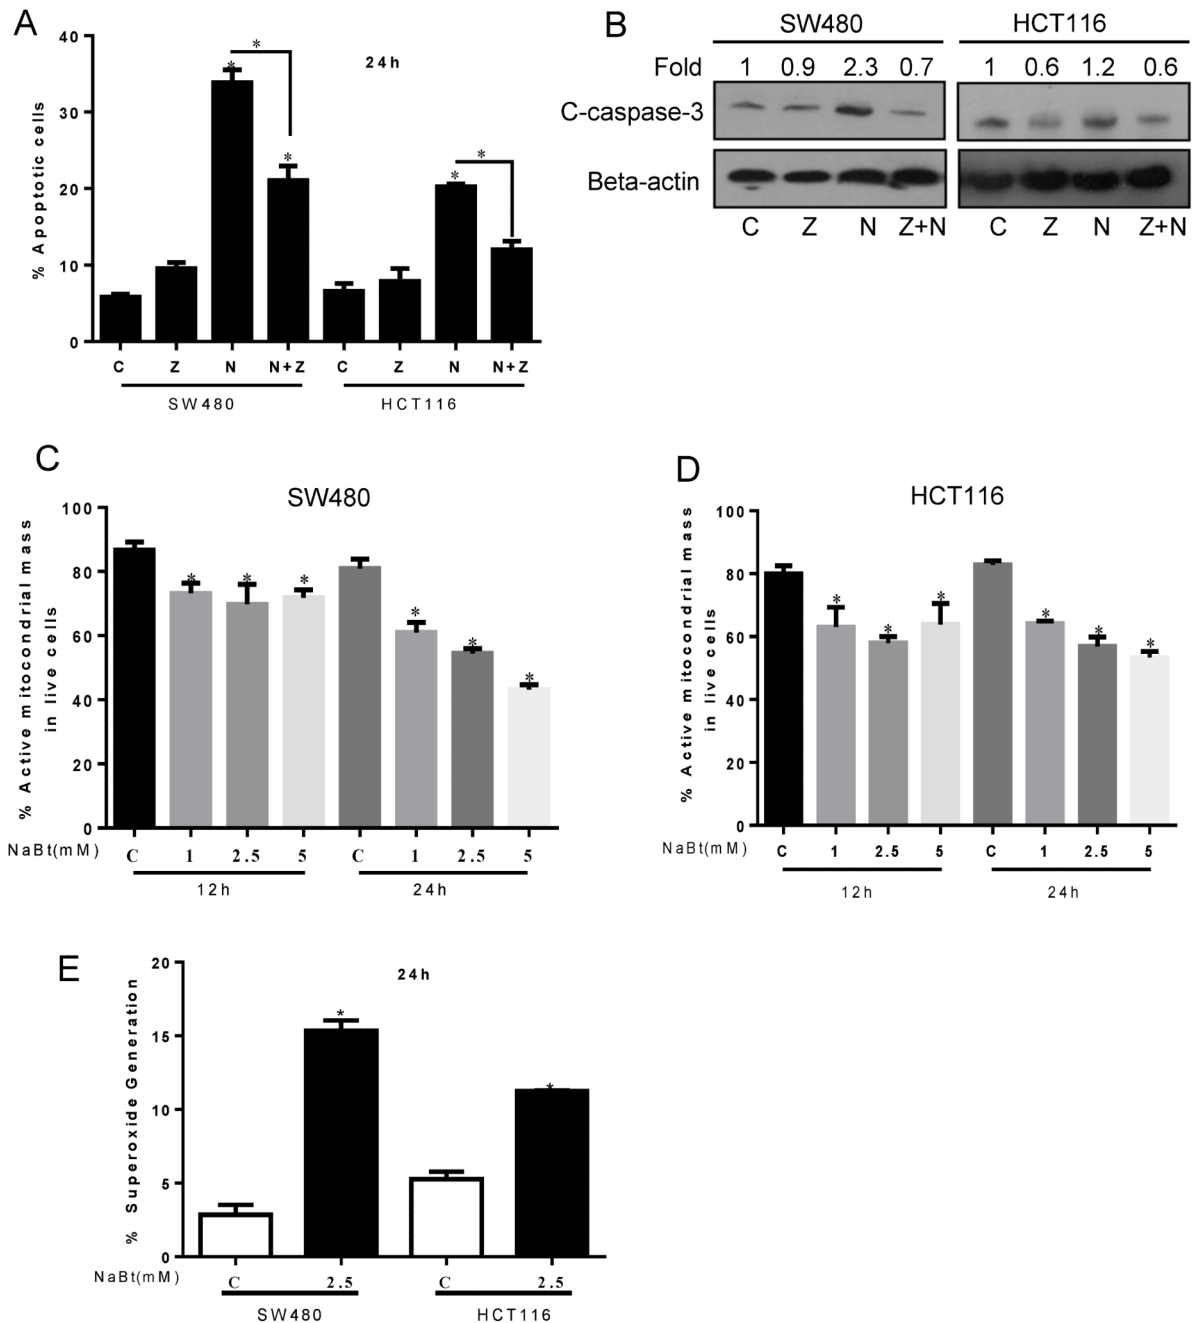 A
24h
% Apoptotic cells
40
30
20
10
0
*
*
*
*
*
*
C Z N N+Z C Z N N+Z
SW480 HCT116
B
SW480 HCT116
Fold 1 0.9 2.3 0.7 1 0.6 1.2 0.6
C-caspase-3
Beta-actin
C Z N Z+N C Z N Z+N
C
SW480
% Active mitocondrial mass
in live cells
100
80
60
40
20
0
* * * * * *
NaBt(mM) C 1 2.5 5 C 1 2.5 5
12h 24h
D
HCT116
% Active mitocondrial mass
in live cells
100
80
60
40
20
0
* * * * * *
NaBt(mM) C 1 2.5 5 C 1 2.5 5
12h 24h
E
24h
% Superoxide Generation
20
15
10
5
0
* *
NaBt(mM) C 2.5 C 2.5
SW480 HCT116